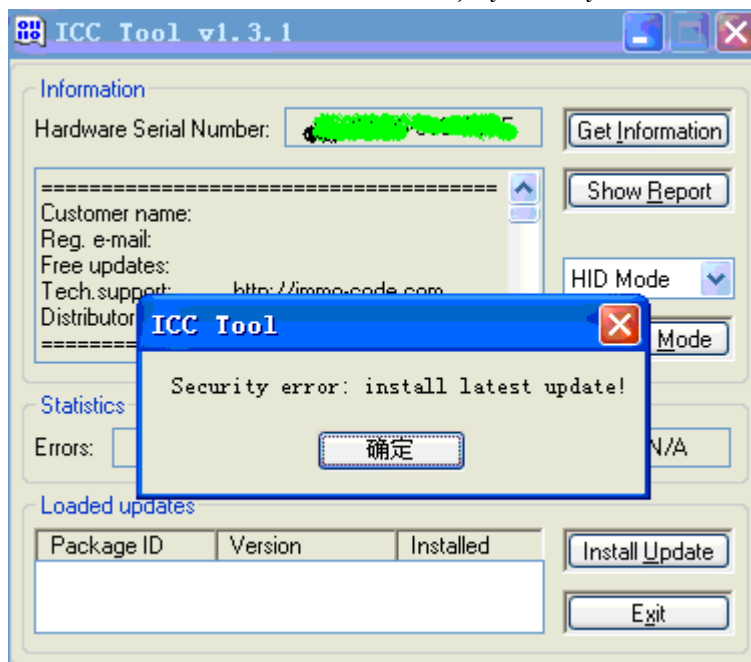 ICC Tool v1.3.1
Information
Hardware Serial Number:
Get Information
========================================
Show Report
Customer name:
Reg. e-mail:
Free updates:
HID Mode
Tech.support: http://immo-code.com
Distributor
Mode
ICC Tool
Security error: install latest update!
确定
Statistics
Errors:
N/A
Loaded updates
Package ID Version Installed
Install Update
Exit